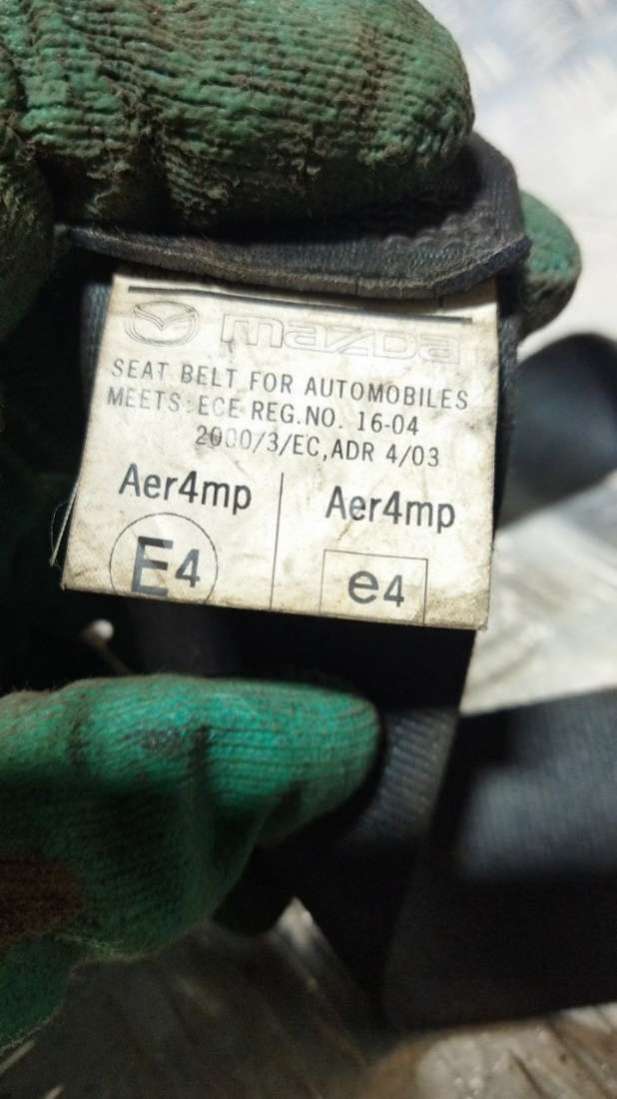 mazda
SEAT BELT FOR AUTOMOBILES
MEETS: ECE REG.NO. 16-04
2000/3/EC, ADR 4/03
Aer4mp Aer4mp
E4 e4